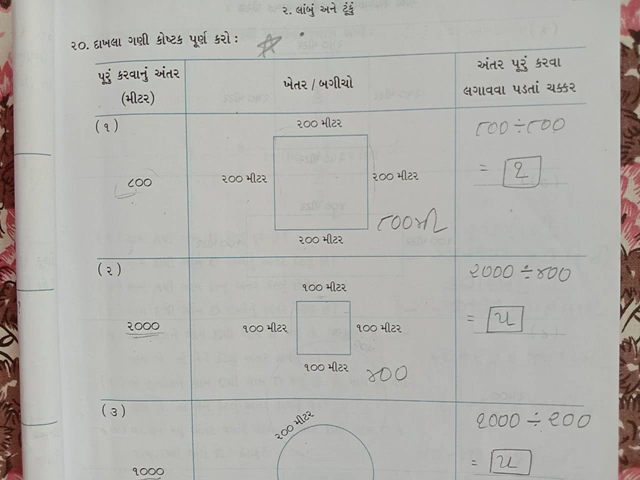 ૨. લાંબું અને ટૂંકું
૨૦. દાખલા ગણી કોષ્ટક પૂર્ણ કરો :
પૂરું કરવાનું અંતર
(મીટર)
ખેતર / બગીચો
અંતર પૂરું કરવા
લગાવવા પડતાં ચક્કર
(૧)
૮૦૦
૨૦૦ મીટર
૨૦૦ મીટર
૨૦૦ મીટર
૨૦૦ મીટર
૮૦૦મી
૮૦૦ ÷ ૮૦૦
= ૧
(૨)
૨૦૦૦
૧૦૦ મીટર
૧૦૦ મીટર
૧૦૦ મીટર
૧૦૦ મીટર
૪૦૦
૨૦૦૦ ÷ ૪૦૦
= ૫
(૩)
૧૦૦૦
૨૦૦ મીટર
૧૦૦૦ ÷ ૨૦૦
= ૫